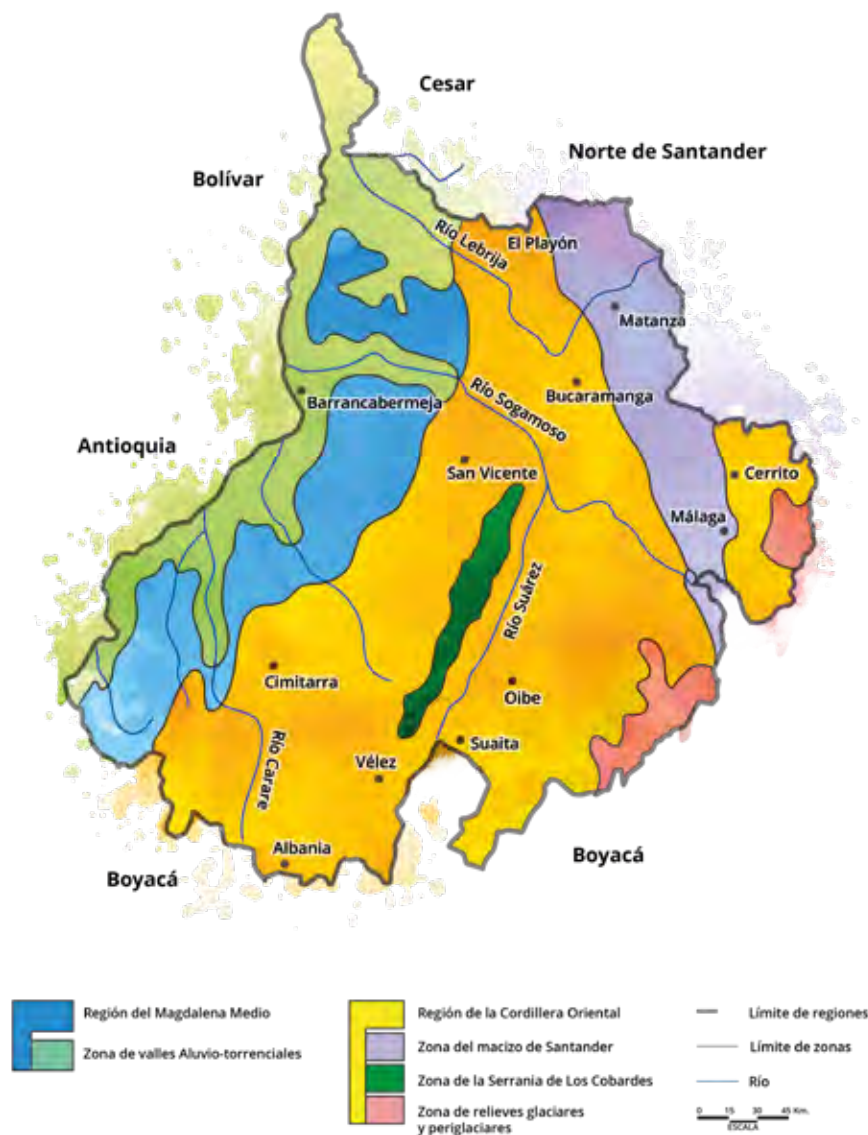 Cesar
Norte de Santander
Bolívar
Río Lebrija
El Playón
Matanza
Río Sogamoso
Bucaramanga
Barrancabermeja
Antioquia
San Vicente
Cerrito
Málaga
Río Suárez
Cimitarra
Oibe
Suaita
Río Carare
Vélez
Albania
Boyacá
Boyacá
Región del Magdalena Medio
Zona de valles Aluvio-torrenciales
Región de la Cordillera Oriental
Zona del macizo de Santander
Zona de la Serrania de Los Cobardes
Zona de relieves glaciares
y periglaciares
Límite de regiones
Límite de zonas
Río
0 15 30 45 Km.
ESCALA